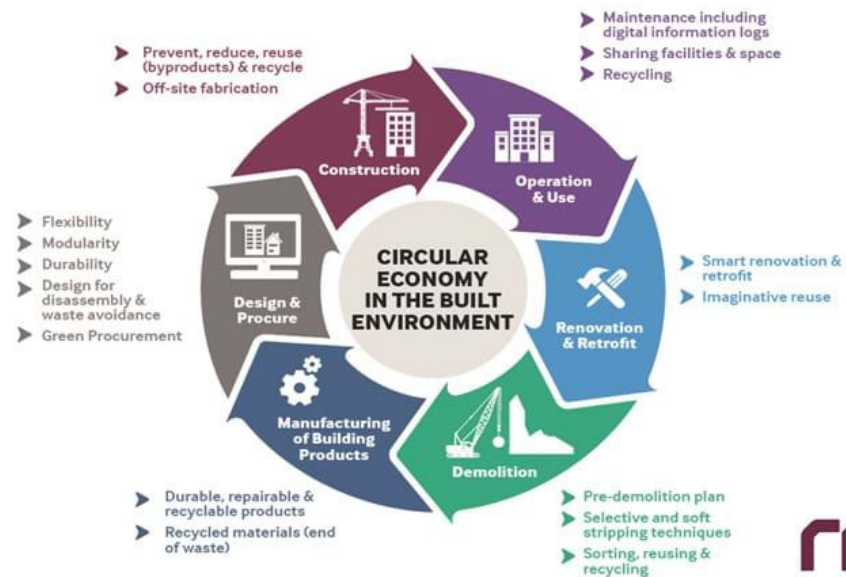 Prevent, reduce, reuse
(byproducts) & recycle
Off-site fabrication
Maintenance including
digital information logs
Sharing facilities & space
Recycling
Construction
Operation
& Use
Flexibility
Modularity
Durability
Design for
disassembly &
waste avoidance
Green Procurement
Design &
Procure
CIRCULAR
ECONOMY
IN THE BUILT
ENVIRONMENT
Renovation
& Retrofit
Smart renovation &
retrofit
Imaginative reuse
Manufacturing
of Building
Products
Demolition
Durable, repairable &
recyclable products
Recycled materials (end
of waste)
Pre-demolition plan
Selective and soft
stripping techniques
Sorting, reusing &
recycling